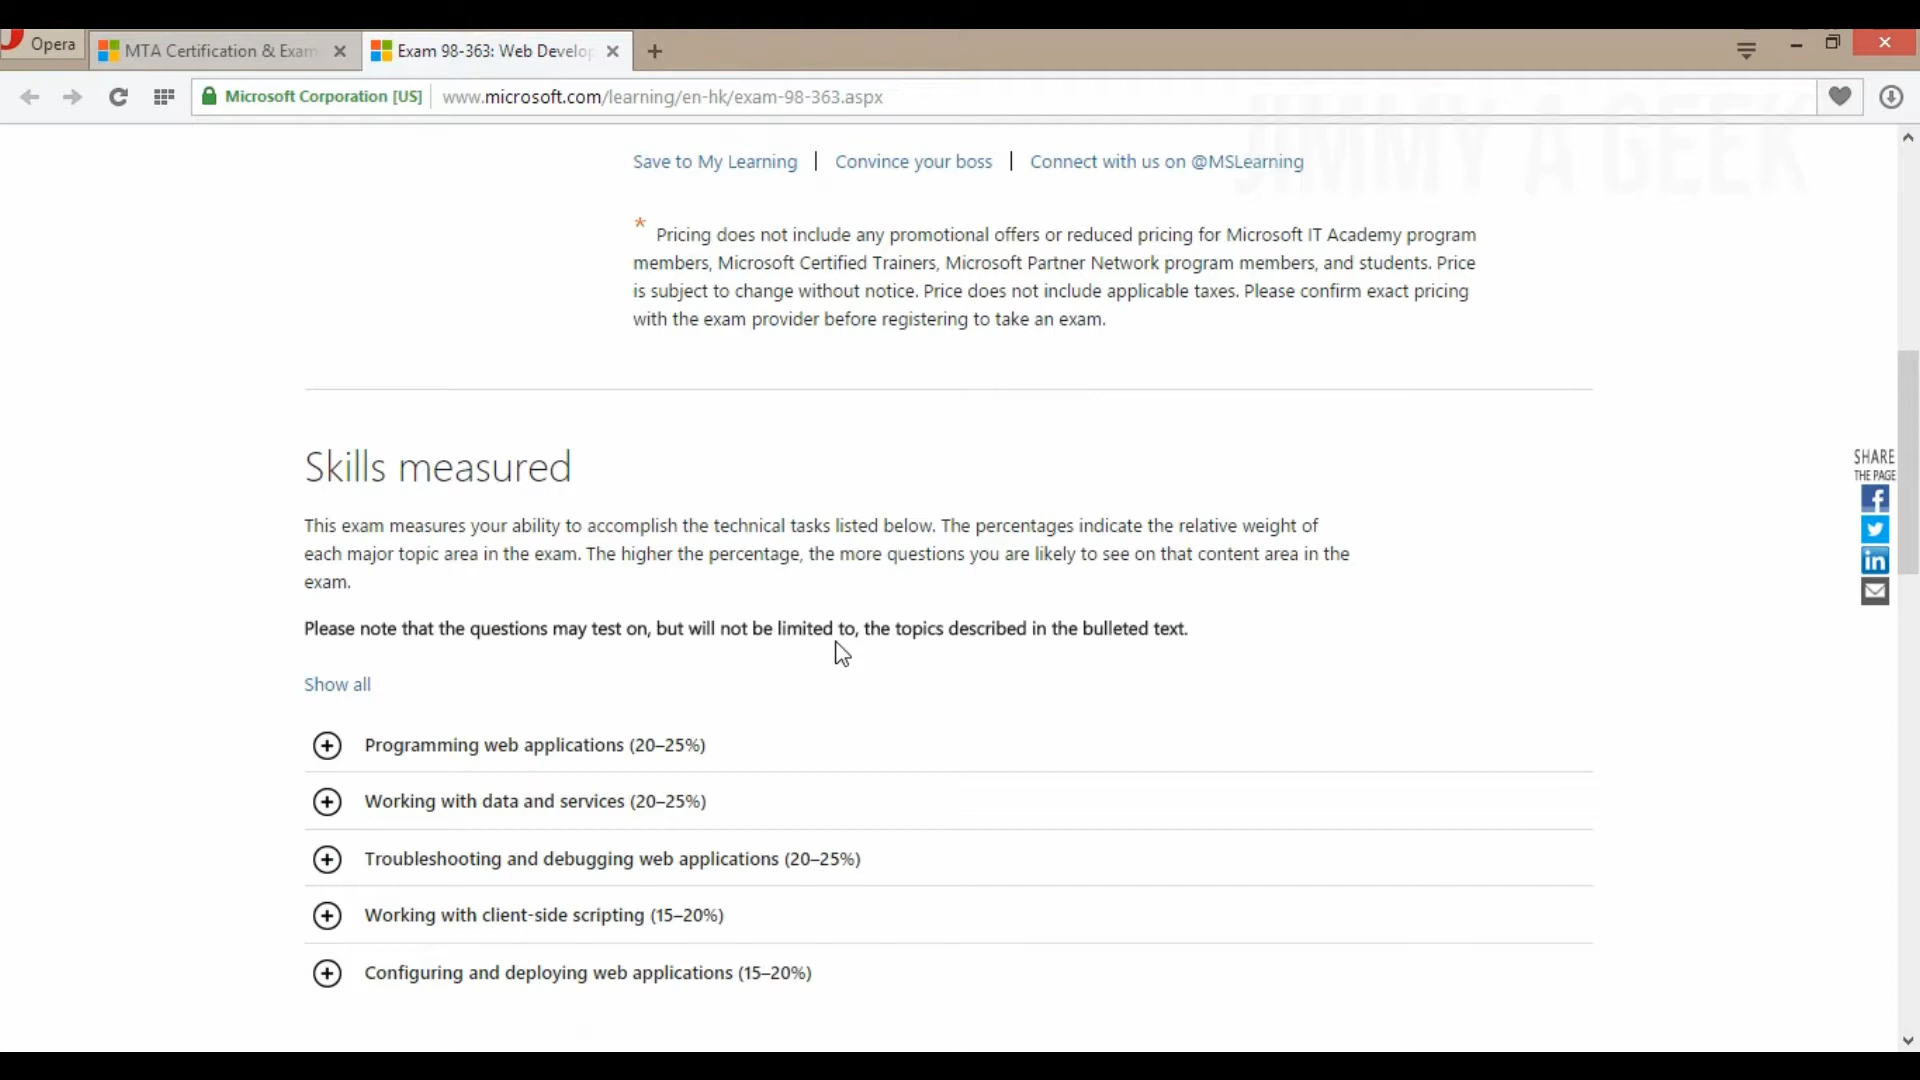 Opera
MTA Certification & Exam
Exam 98-363: Web Develop
Microsoft Corporation [US]
www.microsoft.com/learning/en-hk/exam-98-363.aspx
JIMMY A GEEK
Save to My Learning | Convince your boss | Connect with us on @MSLearning
* Pricing does not include any promotional offers or reduced pricing for Microsoft IT Academy program
members, Microsoft Certified Trainers, Microsoft Partner Network program members, and students. Price
is subject to change without notice. Price does not include applicable taxes. Please confirm exact pricing
with the exam provider before registering to take an exam.
Skills measured
SHARE
THE PAGE
This exam measures your ability to accomplish the technical tasks listed below. The percentages indicate the relative weight of
each major topic area in the exam. The higher the percentage, the more questions you are likely to see on that content area in the
exam.
Please note that the questions may test on, but will not be limited to, the topics described in the bulleted text.
Show all
Programming web applications (20–25%)
Working with data and services (20–25%)
Troubleshooting and debugging web applications (20–25%)
Working with client-side scripting (15–20%)
Configuring and deploying web applications (15–20%)